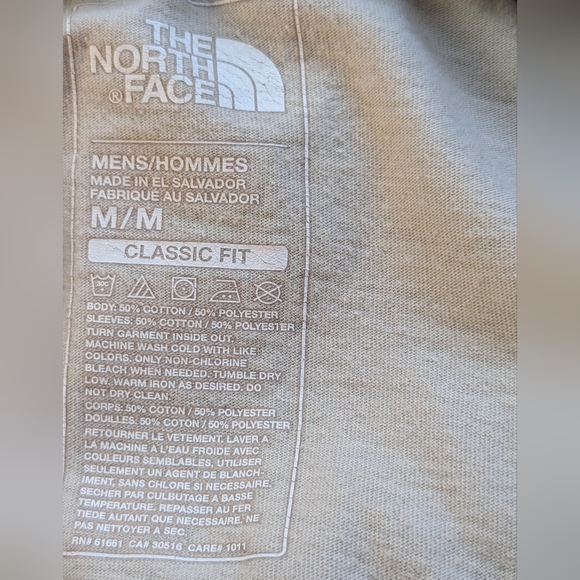 THE
NORTH
® FACE
MENS/HOMMES
MADE IN EL SALVADOR
FABRIQUÉ AU SALVADOR
M/M
CLASSIC FIT
30°
BODY: 50% COTTON / 50% POLYESTER
SLEEVES: 50% COTTON / 50% POLYESTER
TURN GARMENT INSIDE OUT.
MACHINE WASH COLD WITH LIKE
COLORS. ONLY NON-CHLORINE
BLEACH WHEN NEEDED. TUMBLE DRY
LOW. WARM IRON AS DESIRED. DO
NOT DRY CLEAN.
CORPS: 50% COTON / 50% POLYESTER
DOUILLES: 50% COTON / 50% POLYESTER
RETOURNER LE VETEMENT. LAVER A
LA MACHINE À L'EAU FROIDE AVEC
COULEURS SEMBLABLES, UTILISER
SEULEMENT UN AGENT DE BLANCH-
IMENT, SANS CHLORE SI NECESSAIRE.
SECHER PAR CULBUTAGE A BASSE
TEMPERATURE. REPASSER AU FER
TIEDE AUTANT QUE NECESSAIRE. NE
PAS NETTOYER A SEC.
RN# 61661 CA# 30516 CARE# 1011